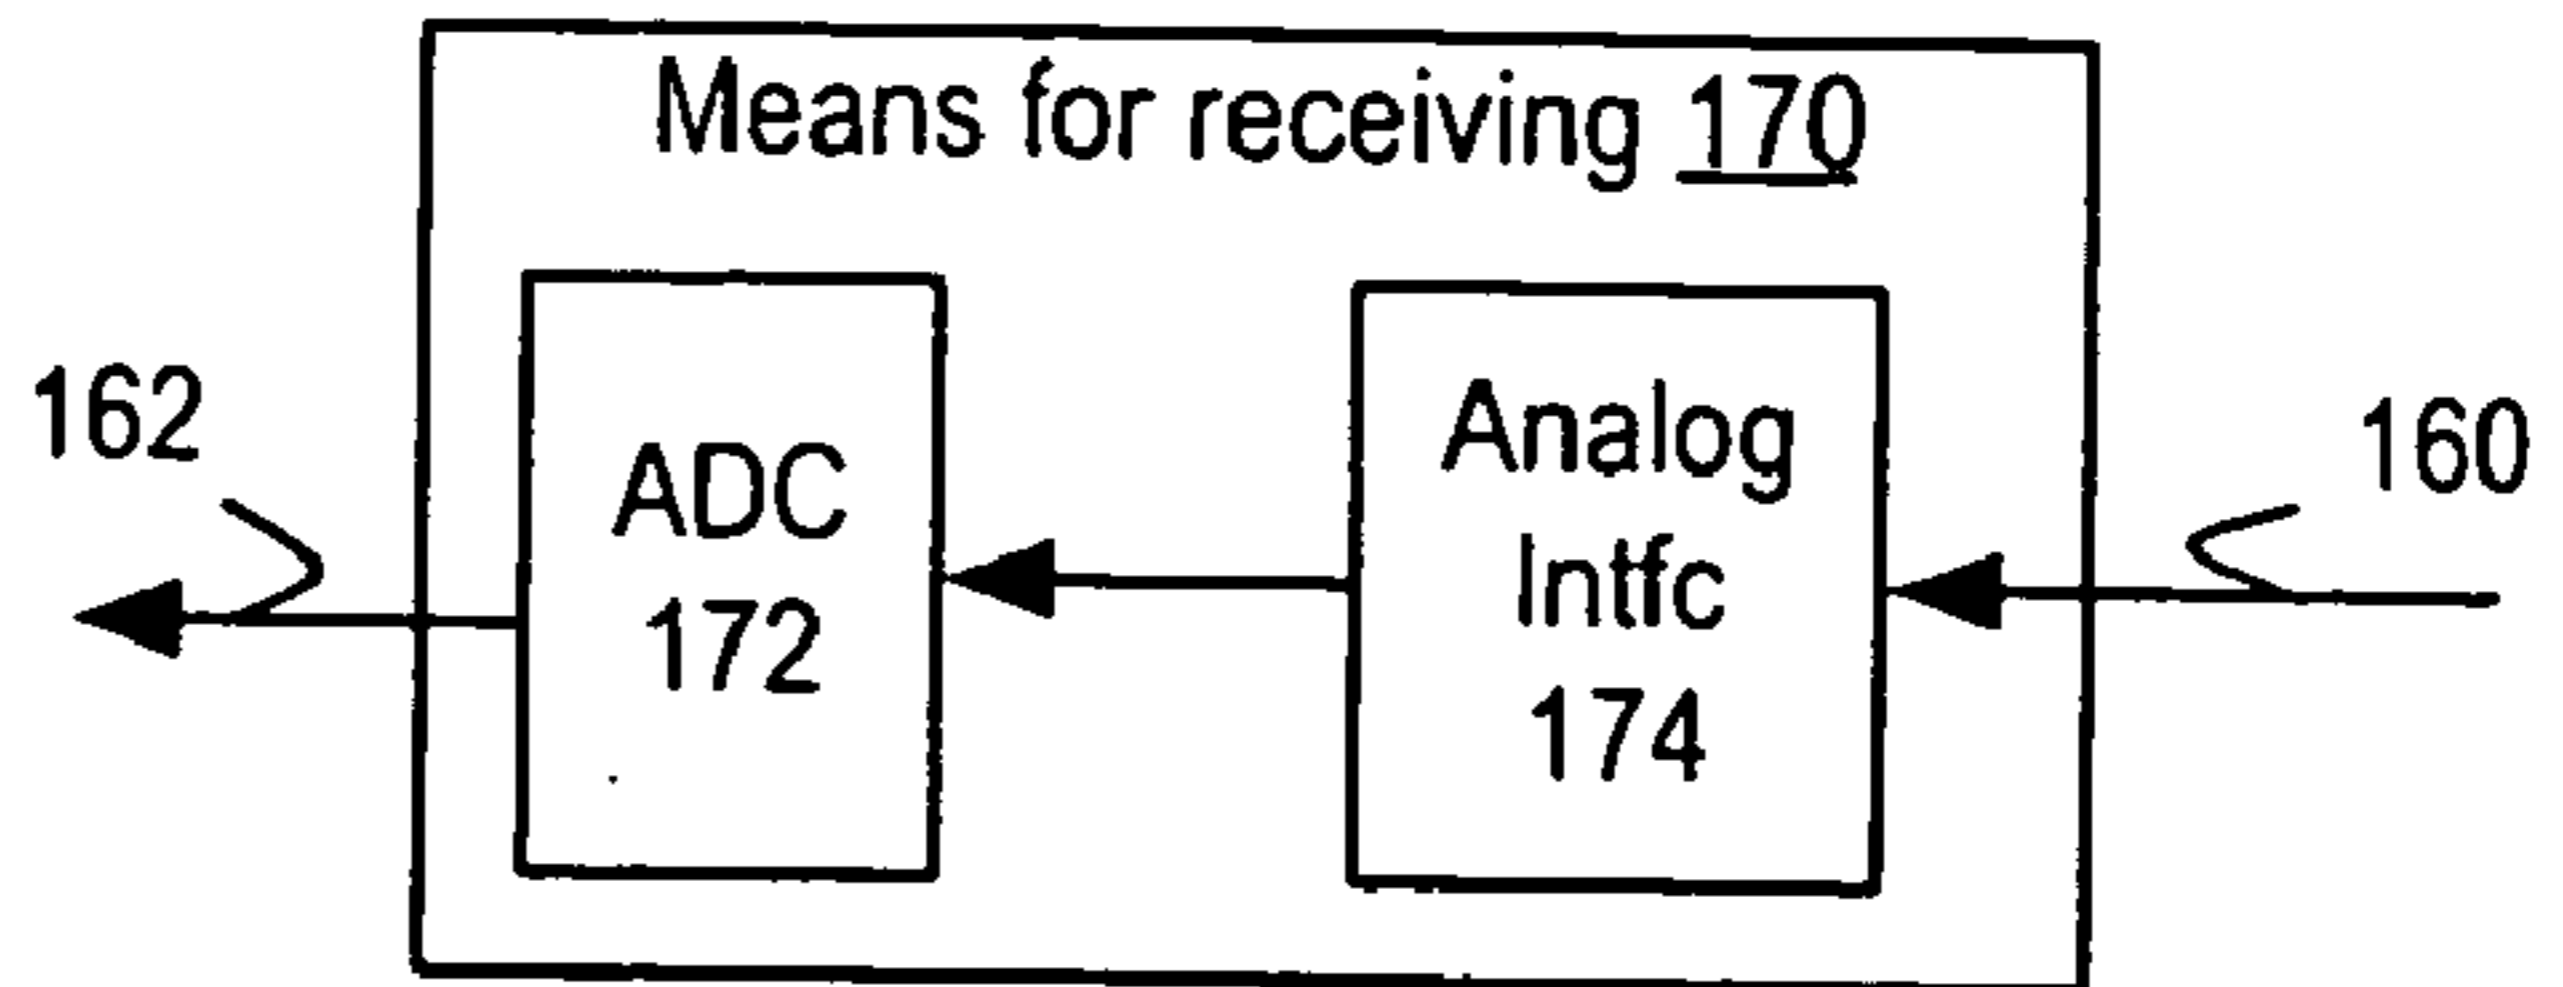 Means for receiving 170
162
ADC
172
Analog
Intfc
174
160